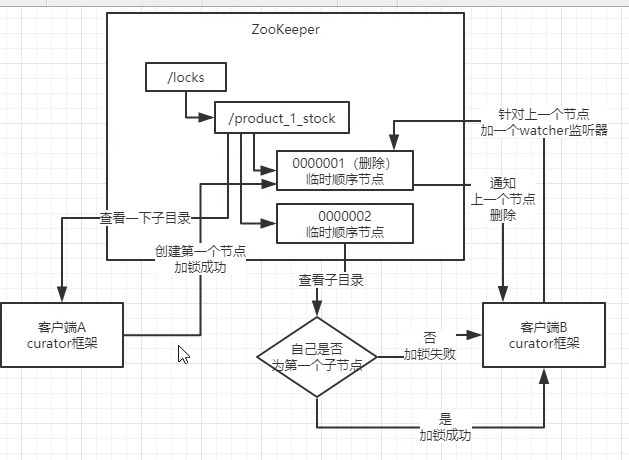 ZooKeeper
/locks
/product_1_stock
针对上一个节点
加一个watcher监听器
0000001（删除）
临时顺序节点
通知
上一个节点
删除
0000002
临时顺序节点
查看一下子目录
创建第一个节点
加锁成功
查看子目录
客户端A
curator框架
自己是否
为第一个子节点
否
加锁失败
客户端B
curator框架
是
加锁成功